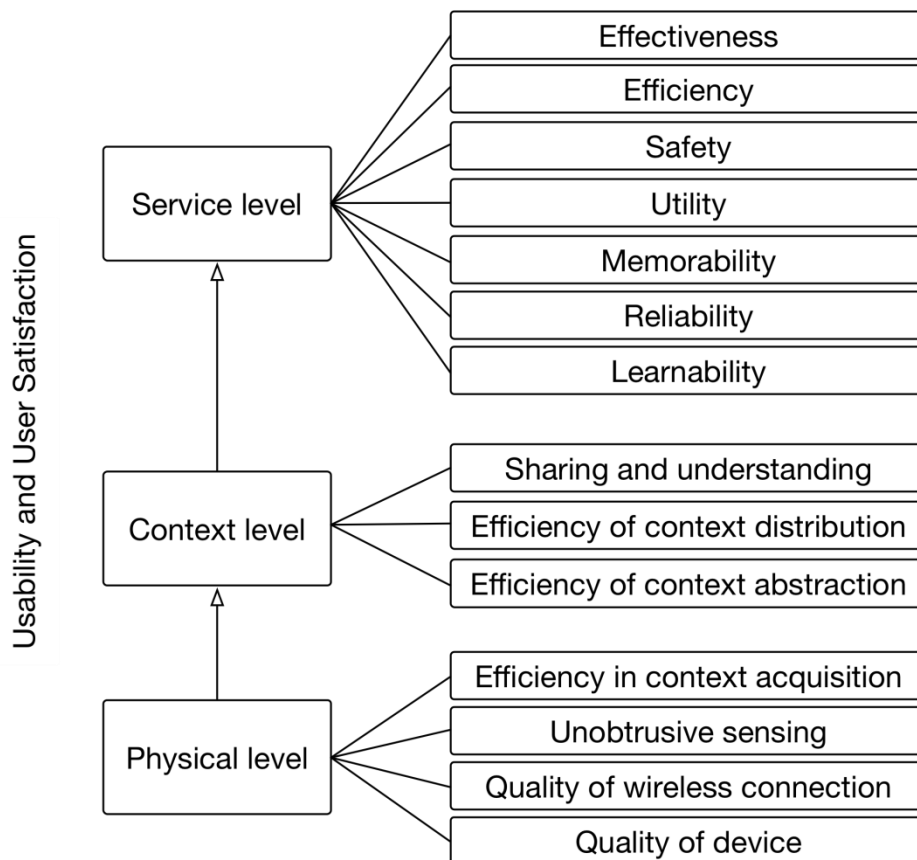 Usability and User Satisfaction
Service level
Effectiveness
Efficiency
Safety
Utility
Memorability
Reliability
Learnability
Context level
Sharing and understanding
Efficiency of context distribution
Efficiency of context abstraction
Physical level
Efficiency in context acquisition
Unobtrusive sensing
Quality of wireless connection
Quality of device